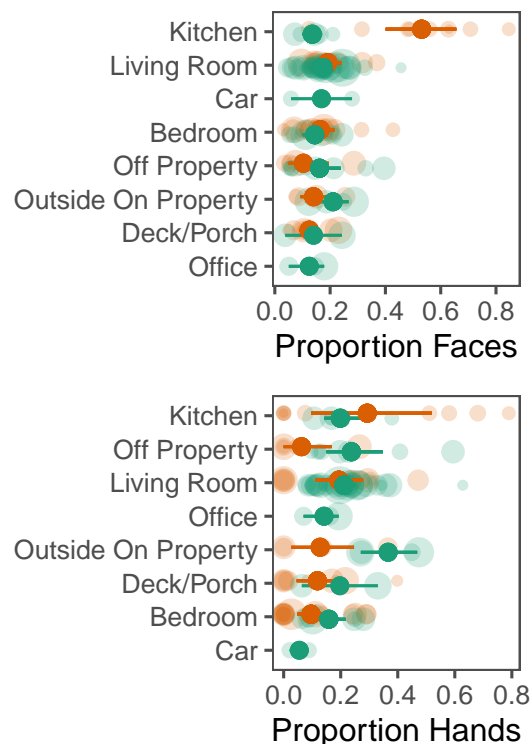 Kitchen
Living Room
Car
Bedroom
Off Property
Outside On Property
Deck/Porch
Office
0.0 0.2 0.4 0.6 0.8
Proportion Faces
Kitchen
Off Property
Living Room
Office
Outside On Property
Deck/Porch
Bedroom
Car
0.0 0.2 0.4 0.6 0.8
Proportion Hands